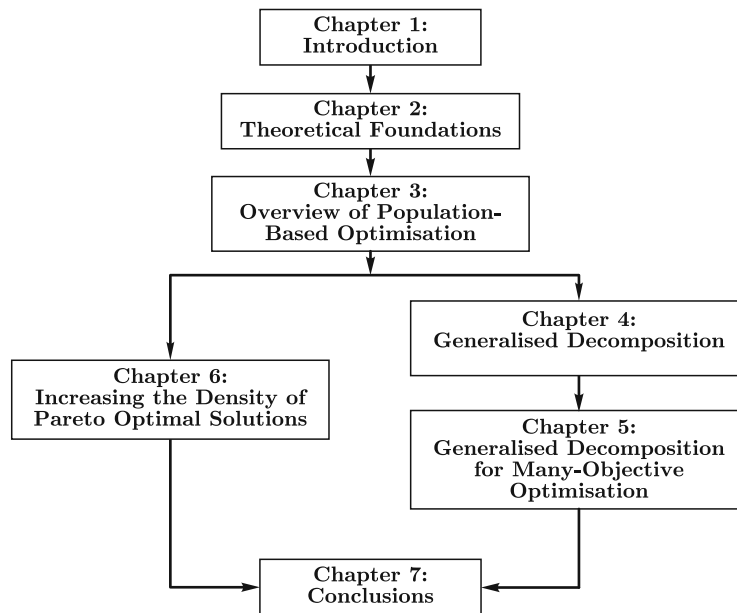 Chapter 1:
Introduction
Chapter 2:
Theoretical Foundations
Chapter 3:
Overview of Population-
Based Optimisation
Chapter 4:
Generalised Decomposition
Chapter 6:
Increasing the Density of
Pareto Optimal Solutions
Chapter 5:
Generalised Decomposition
for Many-Objective
Optimisation
Chapter 7:
Conclusions